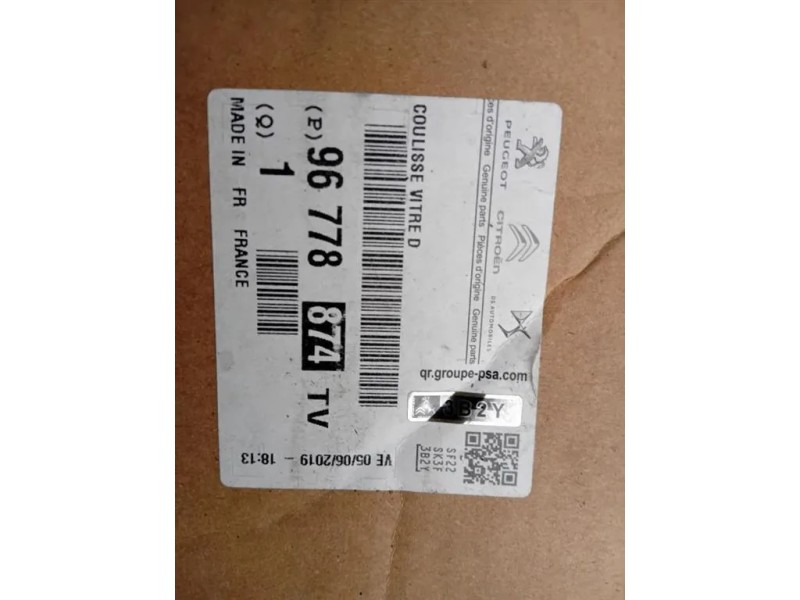 PEUGEOT CITROËN DS AUTOMOBILES
Pièces d'origine Genuine parts Pièces d'origine Genuine parts
qr.groupe-psa.com
3B2Y
SF22
SK3F
3B2Y
COULISSE VITRE D
(P) 96 778 874 TV
(Q) 1
MADE IN FR FRANCE
VE 05/06/2019 - 18:13